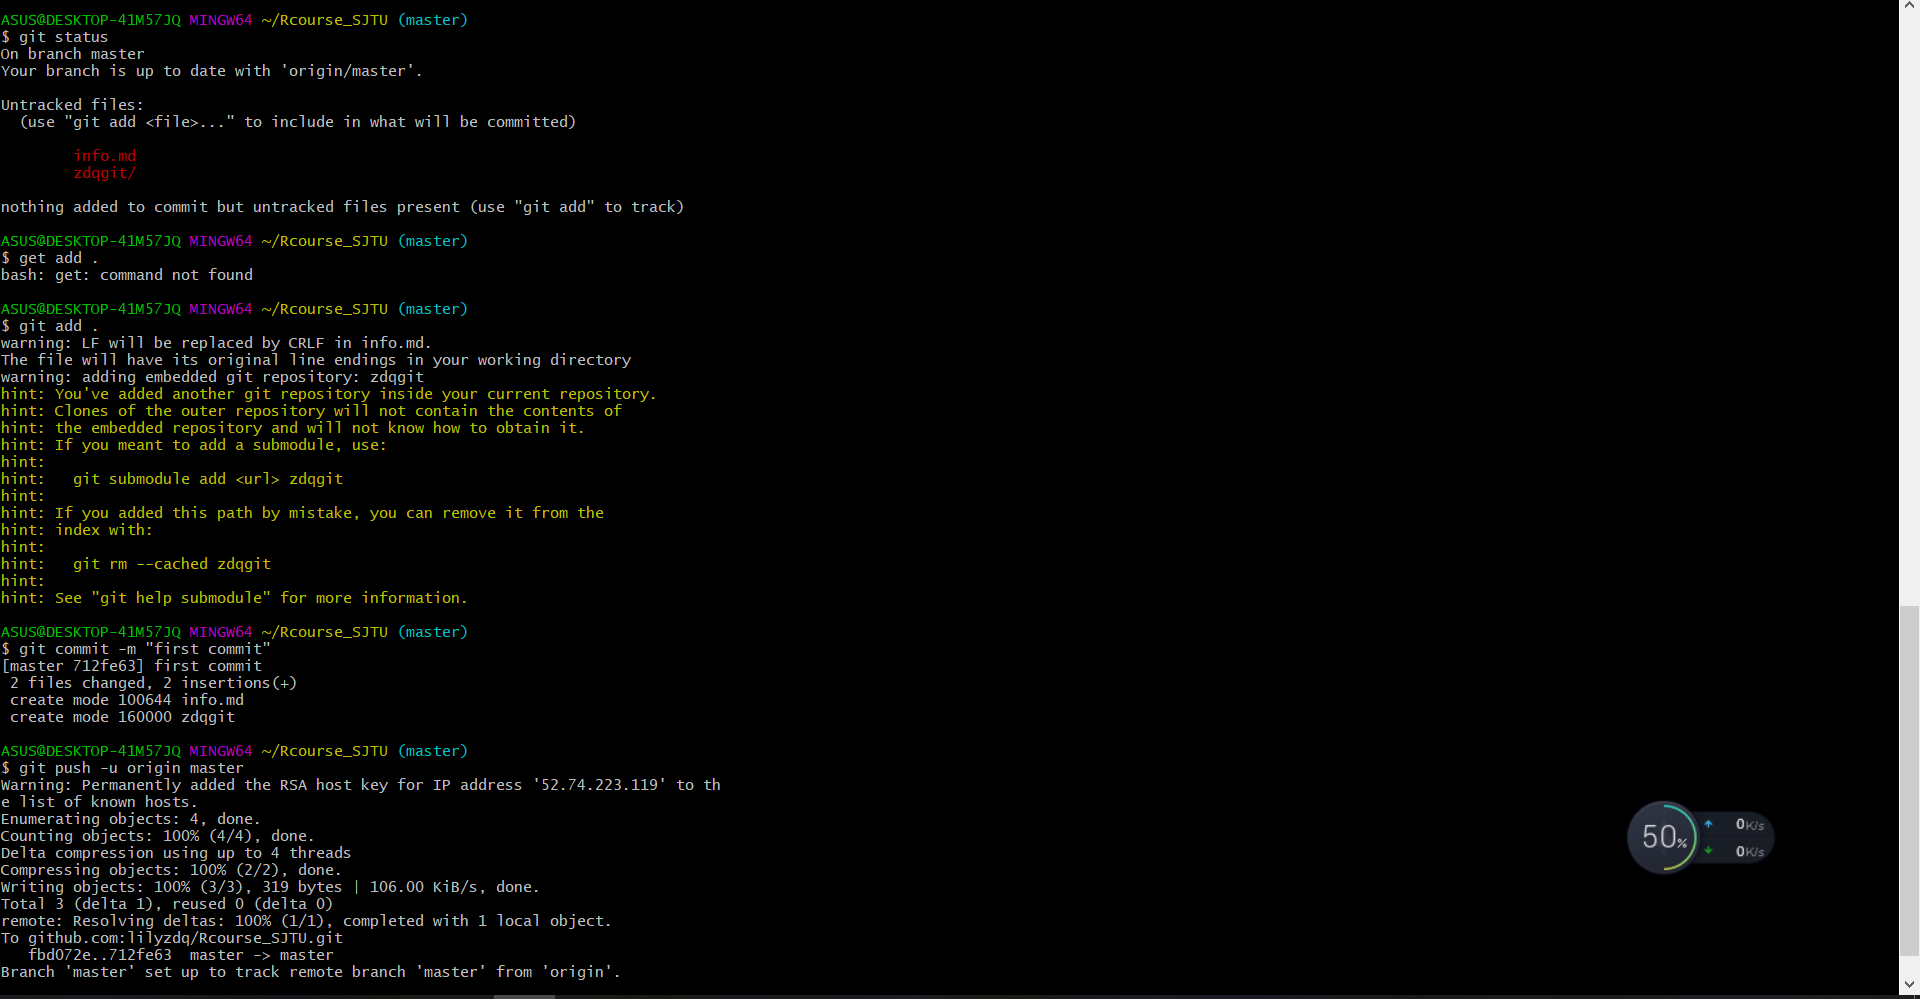 ASUS@DESKTOP-41M57JQ MINGW64 ~/Rcourse_SJTU (master)
$ git status
On branch master
Your branch is up to date with 'origin/master'.
Untracked files:
  (use "git add <file>..." to include in what will be committed)
        info.md
        zdqgit/
nothing added to commit but untracked files present (use "git add" to track)
ASUS@DESKTOP-41M57JQ MINGW64 ~/Rcourse_SJTU (master)
$ get add .
bash: get: command not found
ASUS@DESKTOP-41M57JQ MINGW64 ~/Rcourse_SJTU (master)
$ git add .
warning: LF will be replaced by CRLF in info.md.
The file will have its original line endings in your working directory
warning: adding embedded git repository: zdqgit
hint: You've added another git repository inside your current repository.
hint: Clones of the outer repository will not contain the contents of
hint: the embedded repository and will not know how to obtain it.
hint: If you meant to add a submodule, use:
hint:
hint:   git submodule add <url> zdqgit
hint:
hint: If you added this path by mistake, you can remove it from the
hint: index with:
hint:
hint:   git rm --cached zdqgit
hint:
hint: See "git help submodule" for more information.
ASUS@DESKTOP-41M57JQ MINGW64 ~/Rcourse_SJTU (master)
$ git commit -m "first commit"
[master 712fe63] first commit
 2 files changed, 2 insertions(+)
 create mode 100644 info.md
 create mode 160000 zdqgit
ASUS@DESKTOP-41M57JQ MINGW64 ~/Rcourse_SJTU (master)
$ git push -u origin master
Warning: Permanently added the RSA host key for IP address '52.74.223.119' to th
e list of known hosts.
Enumerating objects: 4, done.
Counting objects: 100% (4/4), done.
Delta compression using up to 4 threads
Compressing objects: 100% (2/2), done.
Writing objects: 100% (3/3), 319 bytes | 106.00 KiB/s, done.
Total 3 (delta 1), reused 0 (delta 0)
remote: Resolving deltas: 100% (1/1), completed with 1 local object.
To github.com:lilyzdq/Rcourse_SJTU.git
   fbd072e..712fe63  master -> master
Branch 'master' set up to track remote branch 'master' from 'origin'.
50%
0K/s
0K/s